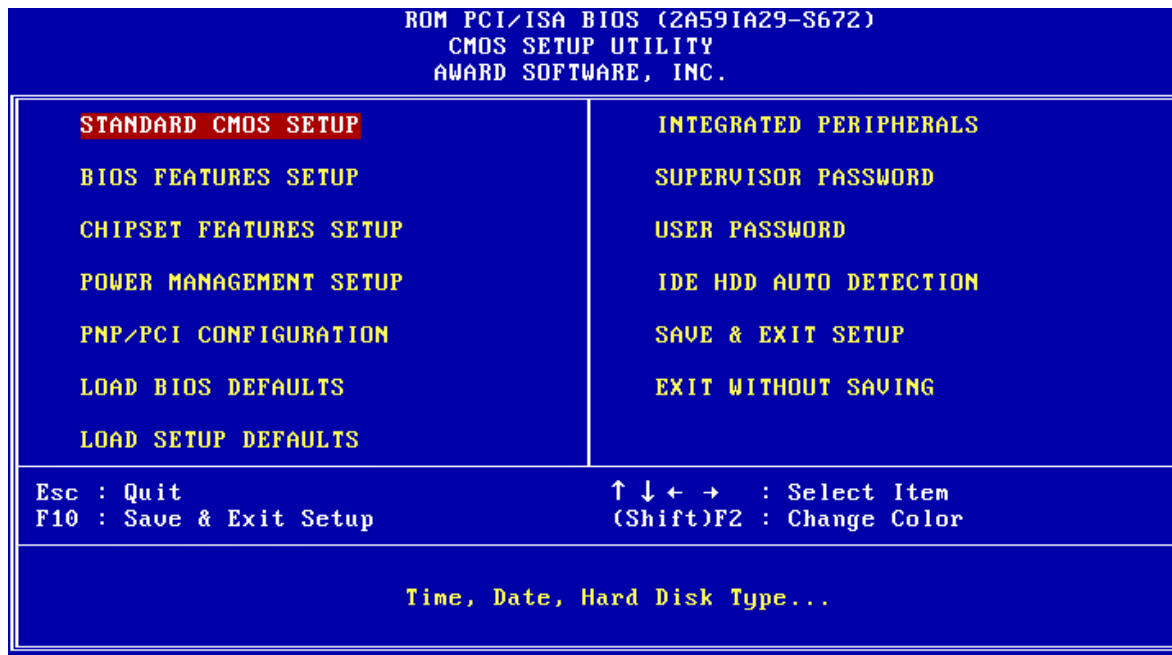 ROM PCI/ISA BIOS (2A59IA29-S672)
CMOS SETUP UTILITY
AWARD SOFTWARE, INC.
STANDARD CMOS SETUP
BIOS FEATURES SETUP
CHIPSET FEATURES SETUP
POWER MANAGEMENT SETUP
PNP/PCI CONFIGURATION
LOAD BIOS DEFAULTS
LOAD SETUP DEFAULTS
INTEGRATED PERIPHERALS
SUPERVISOR PASSWORD
USER PASSWORD
IDE HDD AUTO DETECTION
SAVE & EXIT SETUP
EXIT WITHOUT SAVING
Esc : Quit
F10 : Save & Exit Setup
↑ ↓ ← → : Select Item
(Shift)F2 : Change Color
Time, Date, Hard Disk Type...